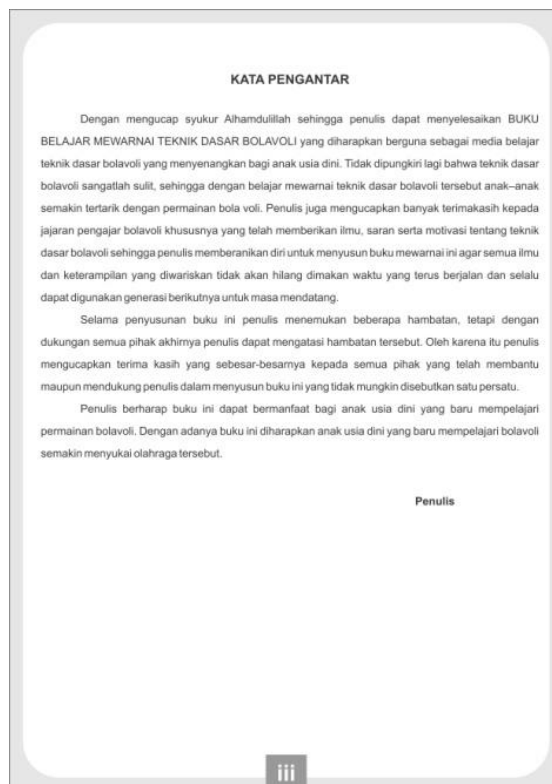 KATA PENGANTAR
Dengan mengucap syukur Alhamdulillah sehingga penulis dapat menyelesaikan BUKU
BELAJAR MEWARNAI TEKNIK DASAR BOLAVOLI yang diharapkan berguna sebagai media belajar
teknik dasar bolavoli yang menyenangkan bagi anak usia dini. Tidak dipungkiri lagi bahwa teknik dasar
bolavoli sangatlah sulit, sehingga dengan belajar mewarnai teknik dasar bolavoli tersebut anak–anak
semakin tertarik dengan permainan bola voli. Penulis juga mengucapkan banyak terimakasih kepada
jajaran pengajar bolavoli khususnya yang telah memberikan ilmu, saran serta motivasi tentang teknik
dasar bolavoli sehingga penulis memberanikan diri untuk menyusun buku mewarnai ini agar semua ilmu
dan keterampilan yang diwariskan tidak akan hilang dimakan waktu yang terus berjalan dan selalu
dapat digunakan generasi berikutnya untuk masa mendatang.
Selama penyusunan buku ini penulis menemukan beberapa hambatan, tetapi dengan
dukungan semua pihak akhirnya penulis dapat mengatasi hambatan tersebut. Oleh karena itu penulis
mengucapkan terima kasih yang sebesar-besarnya kepada semua pihak yang telah membantu
maupun mendukung penulis dalam menyusun buku ini yang tidak mungkin disebutkan satu persatu.
Penulis berharap buku ini dapat bermanfaat bagi anak usia dini yang baru mempelajari
permainan bolavoli. Dengan adanya buku ini diharapkan anak usia dini yang baru mempelajari bolavoli
semakin menyukai olahraga tersebut.
Penulis
iii